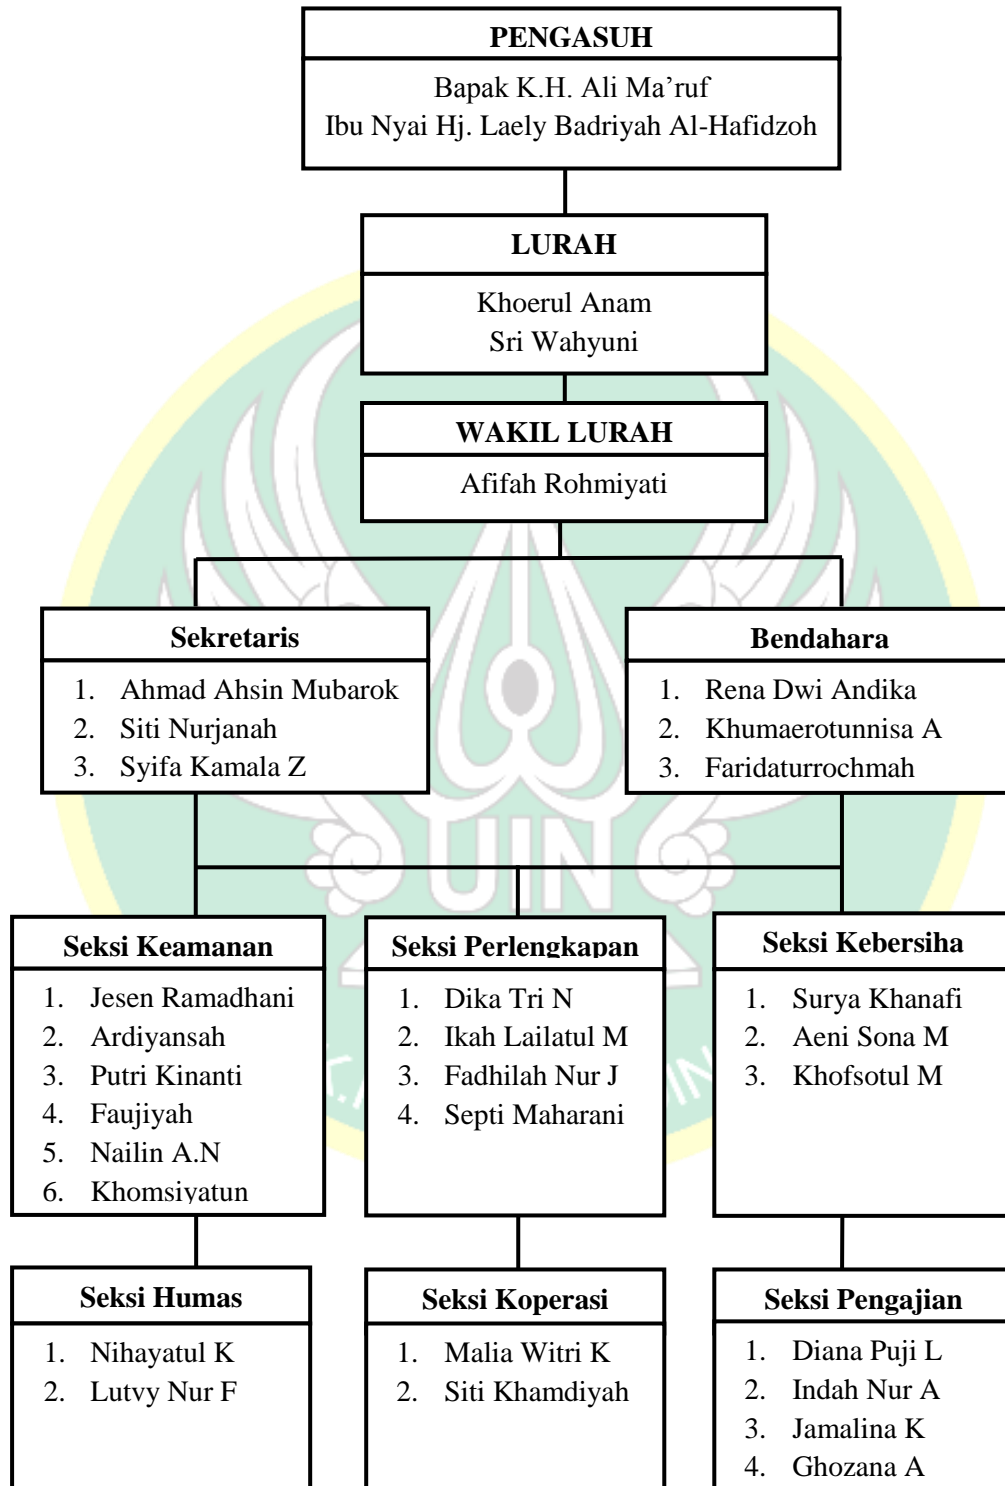 PENGASUH
Bapak K.H. Ali Ma’ruf
Ibu Nyai Hj. Laely Badriyah Al-Hafidzoh
LURAH
Khoerul Anam
Sri Wahyuni
WAKIL LURAH
Afifah Rohmiyati
Sekretaris
1. Ahmad Ahsin Mubarok
2. Siti Nurjanah
3. Syifa Kamala Z
Bendahara
1. Rena Dwi Andika
2. Khumaerotunnisa A
3. Faridaturrochmah
UIN
Seksi Keamanan
1. Jesen Ramadhani
2. Ardiyansah
3. Putri Kinanti
4. Faujiyah
5. Nailin A.N
6. Khomsiyatun
Seksi Perlengkapan
1. Dika Tri N
2. Ikah Lailatul M
3. Fadhilah Nur J
4. Septi Maharani
Seksi Kebersiha
1. Surya Khanafi
2. Aeni Sona M
3. Khofsotul M
Seksi Humas
1. Nihayatul K
2. Lutvy Nur F
Seksi Koperasi
1. Malia Witri K
2. Siti Khamdiyah
Seksi Pengajian
1. Diana Puji L
2. Indah Nur A
3. Jamalina K
4. Ghozana A